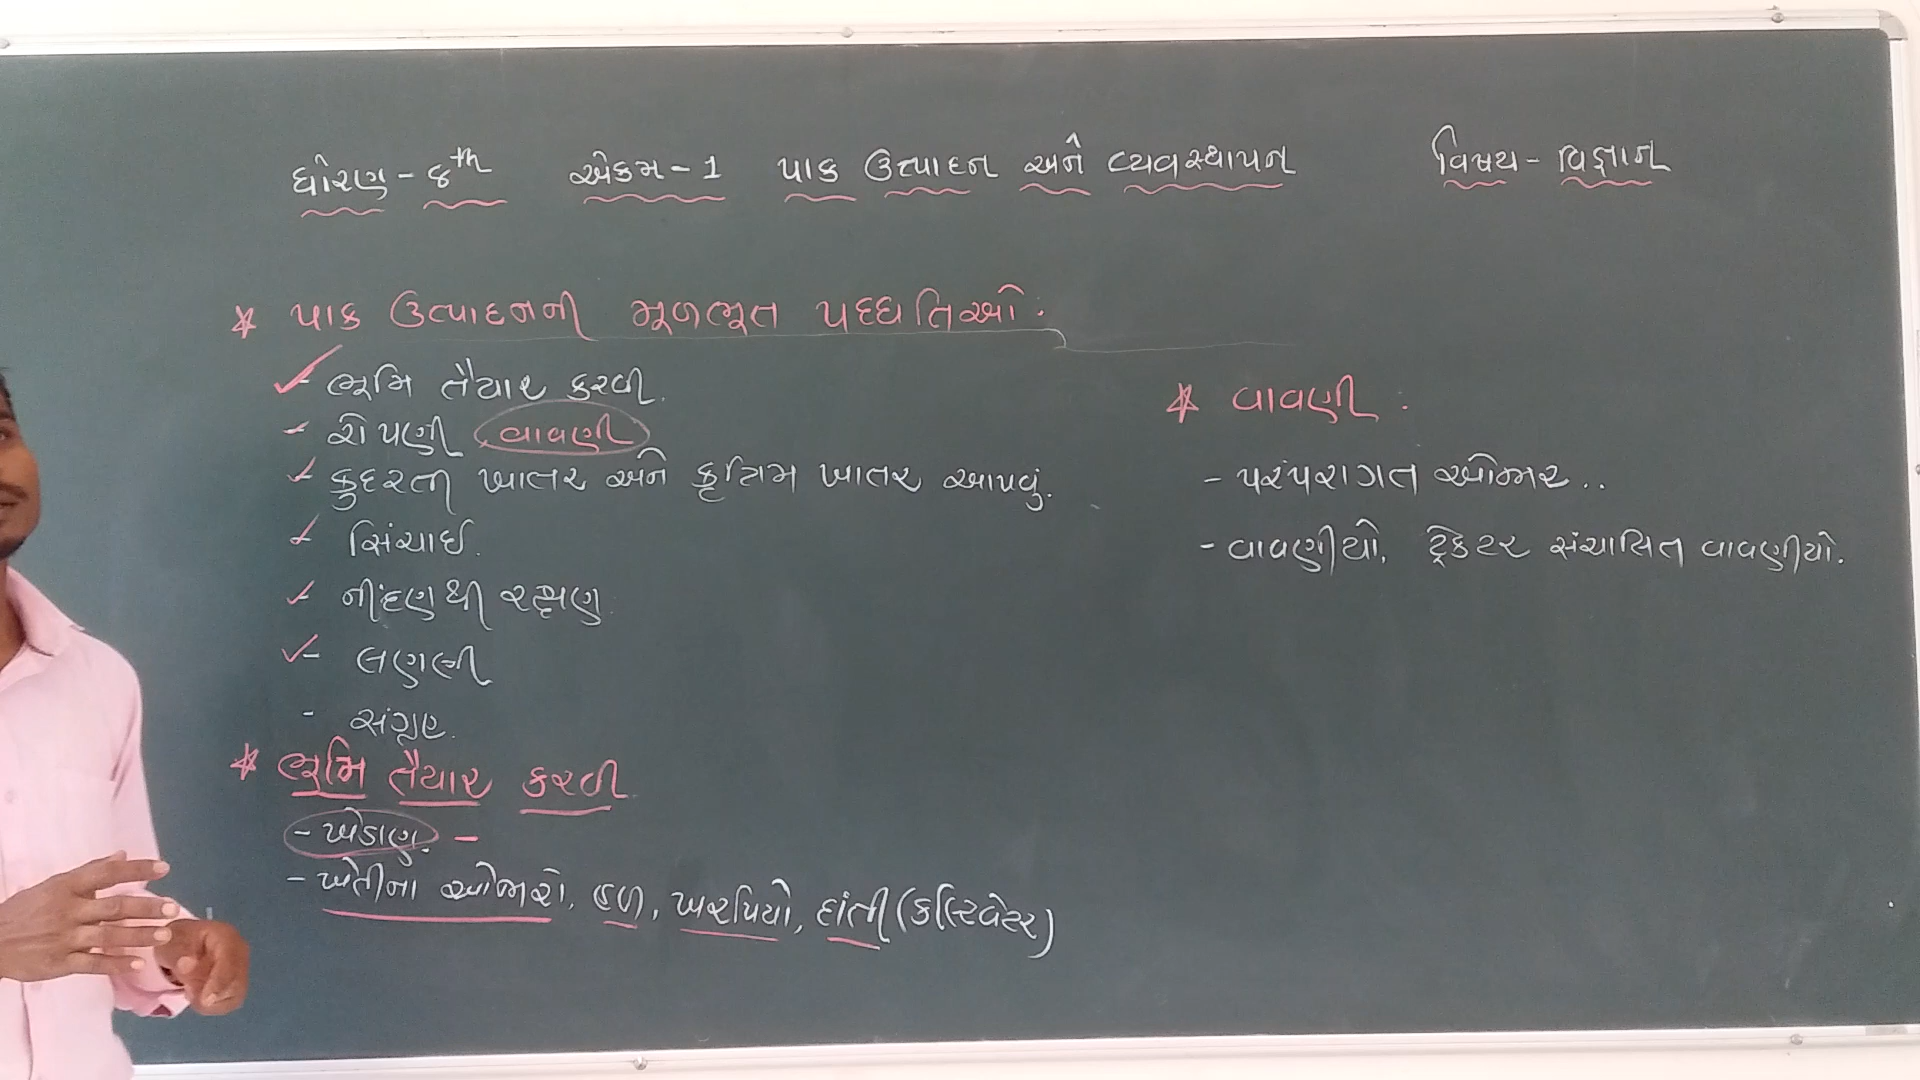 ધોરણ - ૪th એકમ - 1 પાક ઉત્પાદન અને વ્યવસ્થાપન વિષય - વિજ્ઞાન
* પાક ઉત્પાદનની મૂળભૂત પદ્ધતિઓ :
- ભૂમિ તૈયાર કરવી.
- રોપણી, વાવણી
- કુદરતી ખાતર અને કૃત્રિમ ખાતર આપવું.
- સિંચાઈ.
- નીંદણથી રક્ષણ
- લણણી
- સંગ્રહ.
* ભૂમિ તૈયાર કરવી
- ખેડાણ. -
- ખેતીના ઓજારો, હળ, ખરપિયો, દાંતી (કલ્ટિવેટર)
* વાવણી :
- પરંપરાગત ઓજાર..
- વાવણીયો, ટ્રેકટર સંચાલિત વાવણીયો.